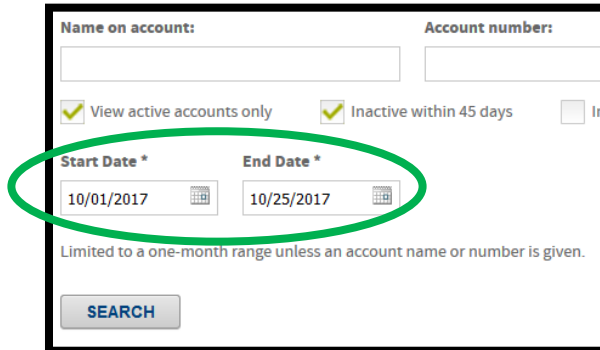 Name on account: Account number:
View active accounts only Inactive within 45 days
Start Date * End Date *
10/01/2017 10/25/2017
Limited to a one-month range unless an account name or number is given.
SEARCH